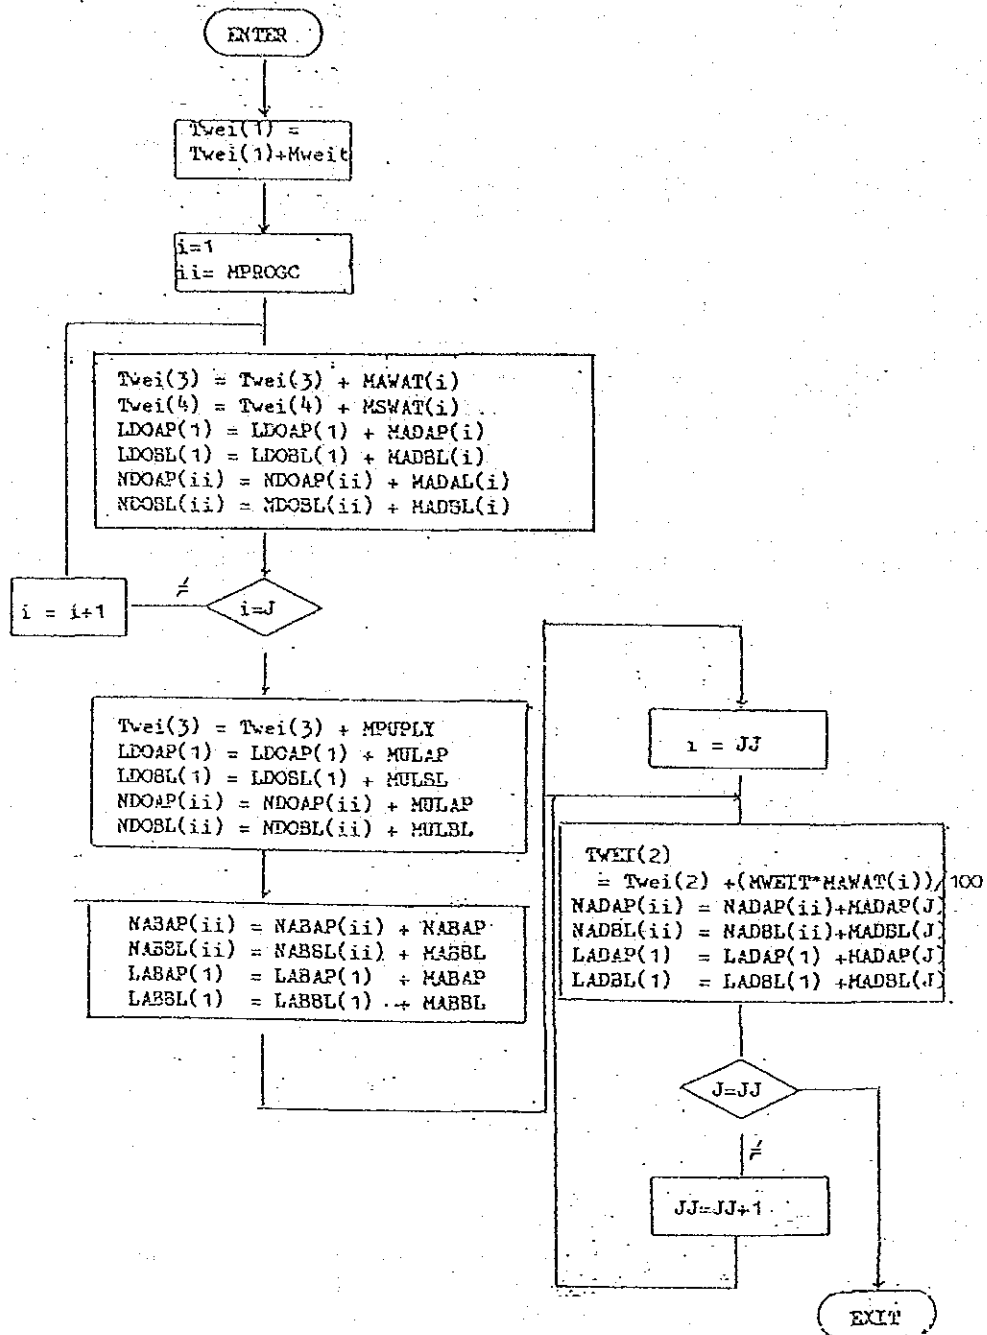 ENTER
Twei(1) =
Twei(1)+Mweit
i=1
ii= MPROGC
Twei(3) = Twei(3) + MAWAT(i)
Twei(4) = Twei(4) + MSWAT(i)
LDOAP(1) = LDOAP(1) + MADAP(i)
LDOBL(1) = LDOBL(1) + MADBL(i)
NDOAP(ii) = NDOAP(ii) + MADAL(i)
NDOBL(ii) = NDOBL(ii) + MADBL(i)
i=J
≠
i = i+1
Twei(3) = Twei(3) + MPUPLY
LDOAP(1) = LDOAP(1) + MULAP
LDOBL(1) = LDOBL(1) + MULBL
NDOAP(ii) = NDOAP(ii) + MULAP
NDOBL(ii) = NDOBL(ii) + MULBL
NABAP(ii) = NABAP(ii) + NABAP
NABBL(ii) = NABBL(ii) + MABBL
LABAP(1) = LABAP(1) + MABAP
LABBL(1) = LABBL(1) + MABBL
i = JJ
TWEI(2)
= Twei(2) +(MWEIT*MAWAT(i))/100
NADAP(ii) = NADAP(ii)+MADAP(J)
NADBL(ii) = NADBL(ii)+MADBL(J)
LADAP(1) = LADAP(1) +MADAP(J)
LADBL(1) = LADBL(1) +MADBL(J)
J=JJ
≠
JJ=JJ+1
EXIT